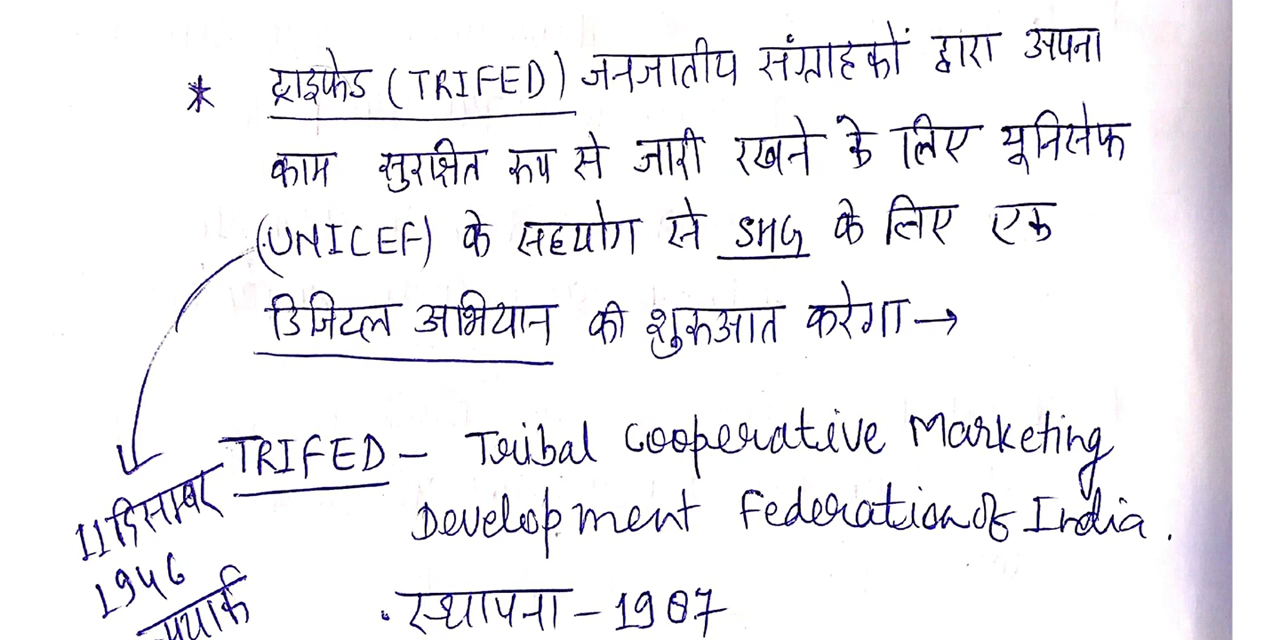 * ट्राइफेड (TRIFED) जनजातीय संग्राहकों द्वारा अपना
काम सुरक्षित रूप से जारी रखने के लिए यूनिसेफ
(UNICEF) के सहयोग से SHG के लिए एक
डिजिटल अभियान की शुरुआत करेगा →
TRIFED - Tribal Cooperative Marketing
Development Federation of India.
11 दिसम्बर
1946
• स्थापना - 1987